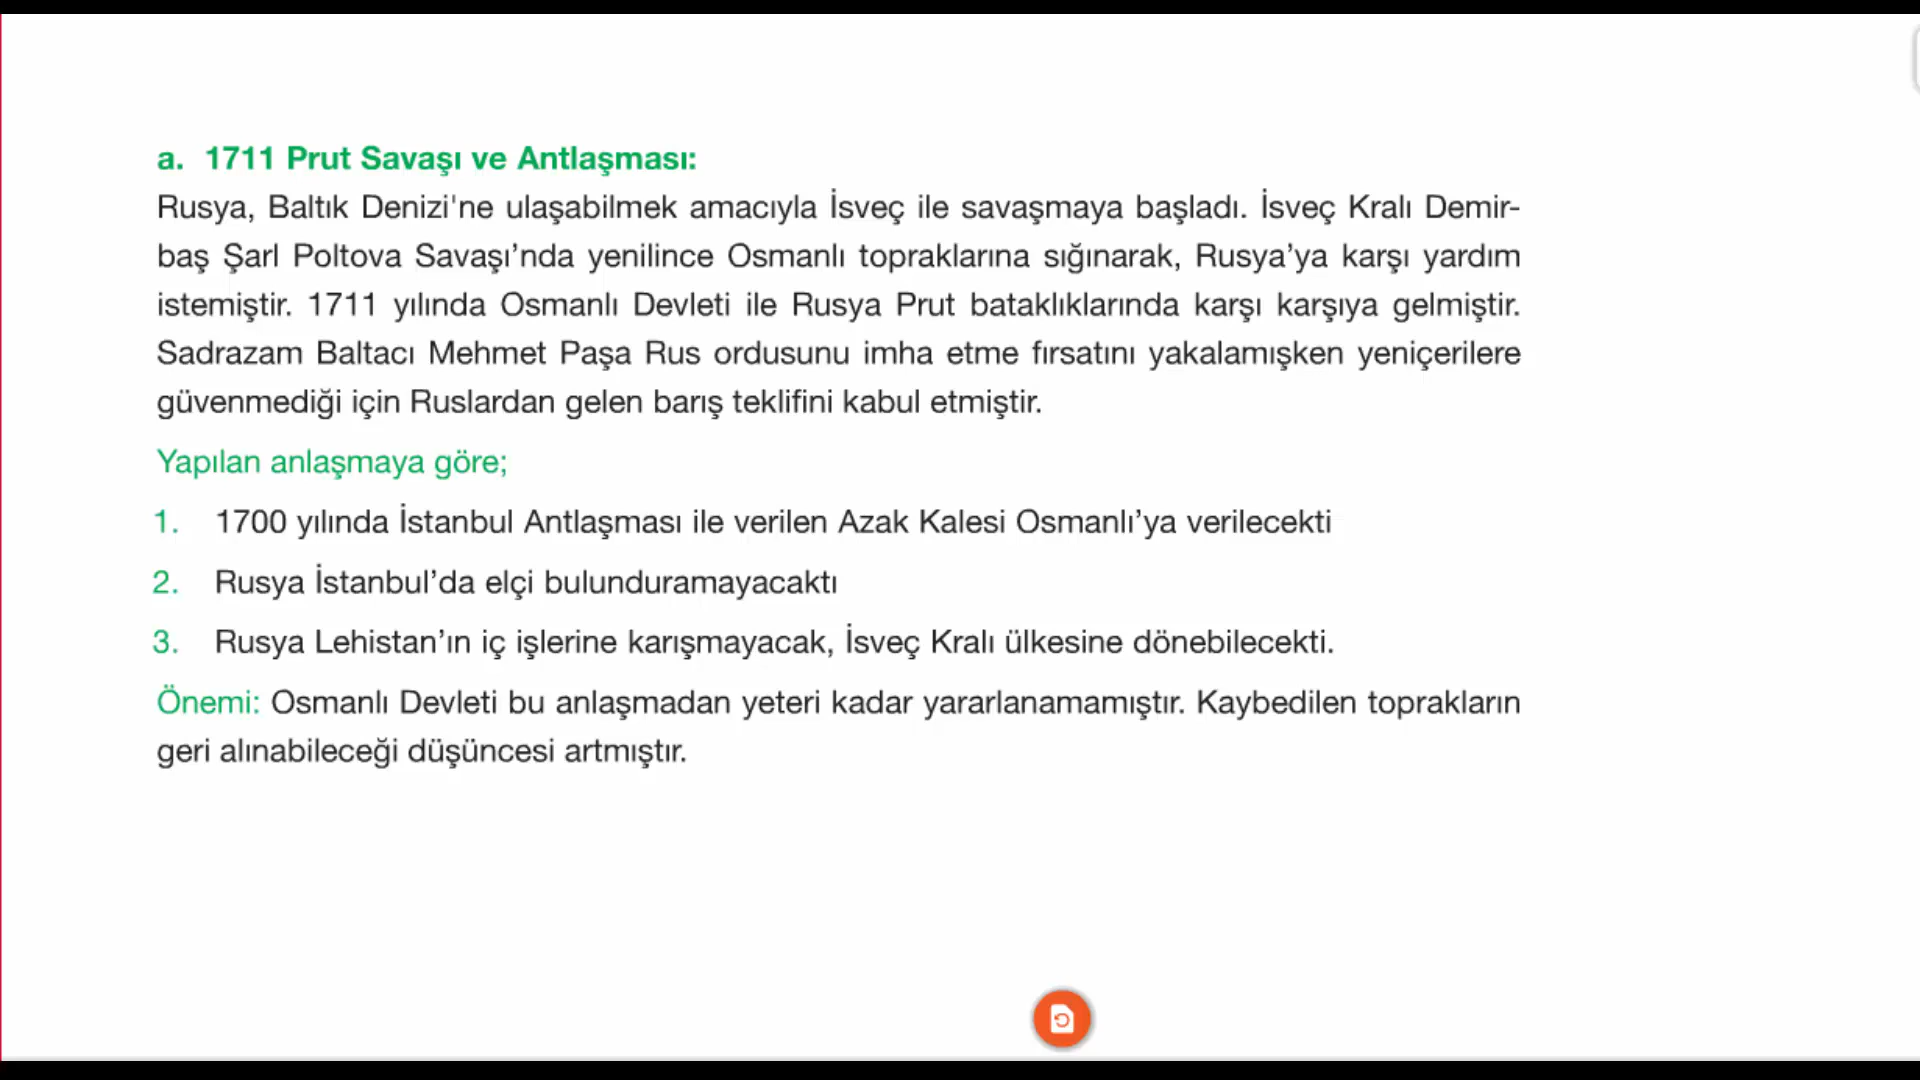 a. 1711 Prut Savaşı ve Antlaşması:
Rusya, Baltık Denizi'ne ulaşabilmek amacıyla İsveç ile savaşmaya başladı. İsveç Kralı Demir-
baş Şarl Poltova Savaşı’nda yenilince Osmanlı topraklarına sığınarak, Rusya’ya karşı yardım
istemiştir. 1711 yılında Osmanlı Devleti ile Rusya Prut bataklıklarında karşı karşıya gelmiştir.
Sadrazam Baltacı Mehmet Paşa Rus ordusunu imha etme fırsatını yakalamışken yeniçerilere
güvenmediği için Ruslardan gelen barış teklifini kabul etmiştir.
Yapılan anlaşmaya göre;
1. 1700 yılında İstanbul Antlaşması ile verilen Azak Kalesi Osmanlı’ya verilecekti
2. Rusya İstanbul’da elçi bulunduramayacaktı
3. Rusya Lehistan’ın iç işlerine karışmayacak, İsveç Kralı ülkesine dönebilecekti.
Önemi: Osmanlı Devleti bu anlaşmadan yeteri kadar yararlanamamıştır. Kaybedilen toprakların
geri alınabileceği düşüncesi artmıştır.